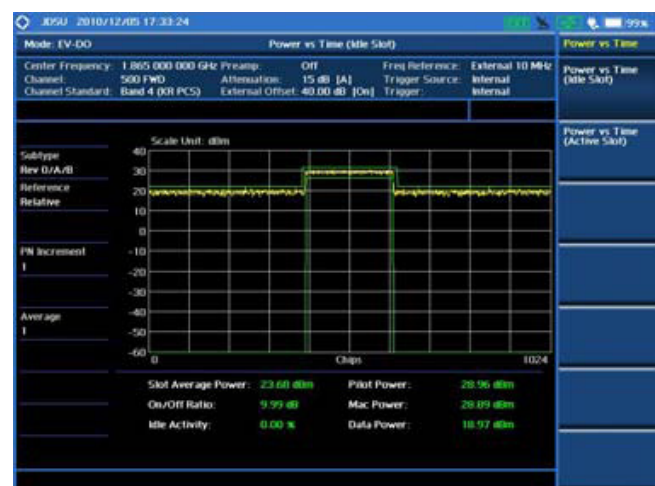 JDSU 2010/12/05 17:33:24
99%
Mode: EV-DO
Power vs Time (Idle Slot)
Power vs Time
Center Frequency: 1.865 000 000 GHz Preamp: Off Freq Reference: External 10 MHz
Channel: 500 FWD Attenuation: 15 dB [A] Trigger Source: Internal
Channel Standard: Band 4 (KR PCS) External Offset: 40.00 dB [On] Trigger: Internal
Power vs Time
(Idle Slot)
Power vs Time
(Active Slot)
Scale Unit: dBm
Subtype
Rev 0/A/B
Reference
Relative
PN Increment
1
Average
1
40
30
20
10
0
-10
-20
-30
-40
-50
-60
0 Chips 1024
Slot Average Power: 23.68 dBm Pilot Power: 28.96 dBm
On/Off Ratio: 9.99 dB Mac Power: 28.89 dBm
Idle Activity: 0.00 % Data Power: 18.97 dBm